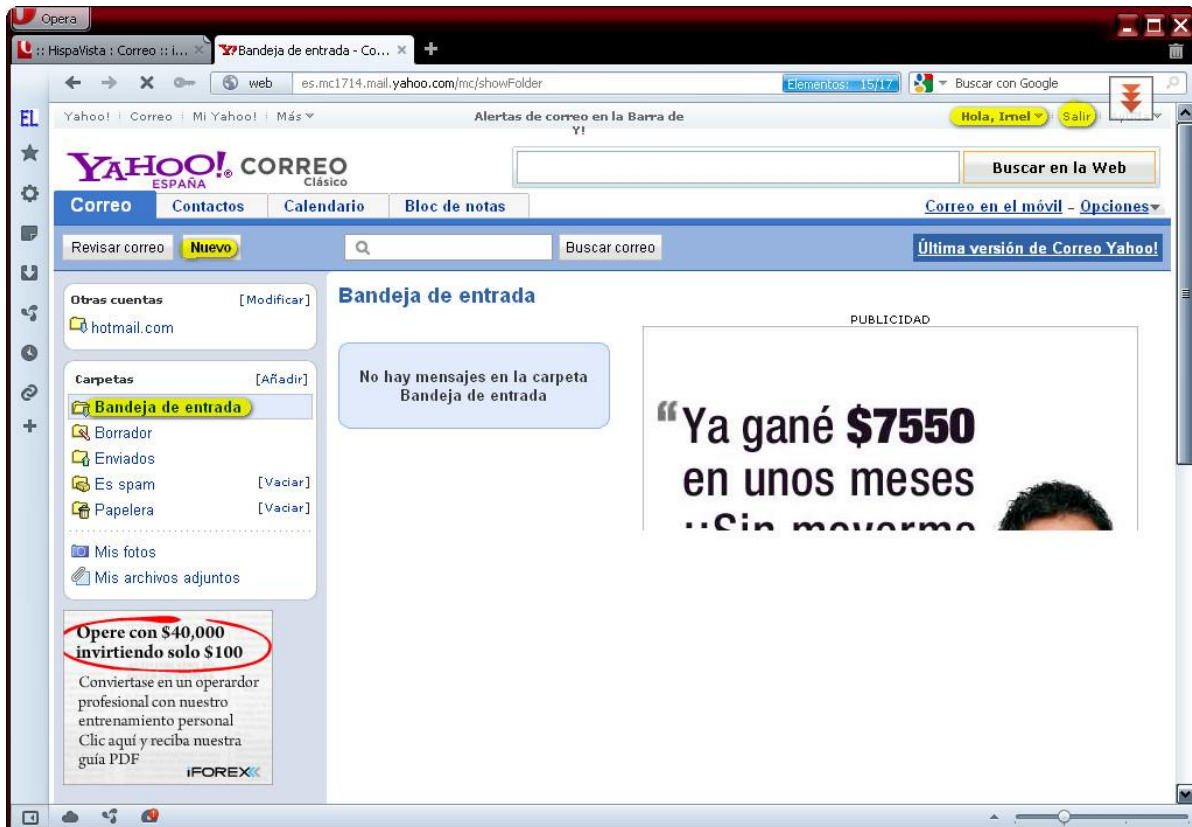 Opera
:: HispaVista : Correo :: i...
Bandeja de entrada - Co...
web es.mc1714.mail.yahoo.com/mc/showFolder
Elementos: 15/17
Buscar con Google
EL
Yahoo! Correo Mi Yahoo! Más
Alertas de correo en la Barra de Y!
Hola, Irnel
Salir
YAHOO! CORREO
ESPAÑA Clásico
Buscar en la Web
Correo Contactos Calendario Bloc de notas
Correo en el móvil - Opciones
Revisar correo Nuevo
Buscar correo
Última versión de Correo Yahoo!
Otras cuentas [Modificar]
hotmail.com
Carpetas [Añadir]
Bandeja de entrada
Borrador
Enviados
Es spam [Vaciar]
Papelera [Vaciar]
Mis fotos
Mis archivos adjuntos
Opere con $40,000
invirtiendo solo $100
Conviertase en un operardor
profesional con nuestro
entrenamiento personal
Clic aquí y reciba nuestra
guía PDF
iFOREX
Bandeja de entrada
No hay mensajes en la carpeta
Bandeja de entrada
PUBLICIDAD
“Ya gané $7550
en unos meses
¡¡Sin moverme